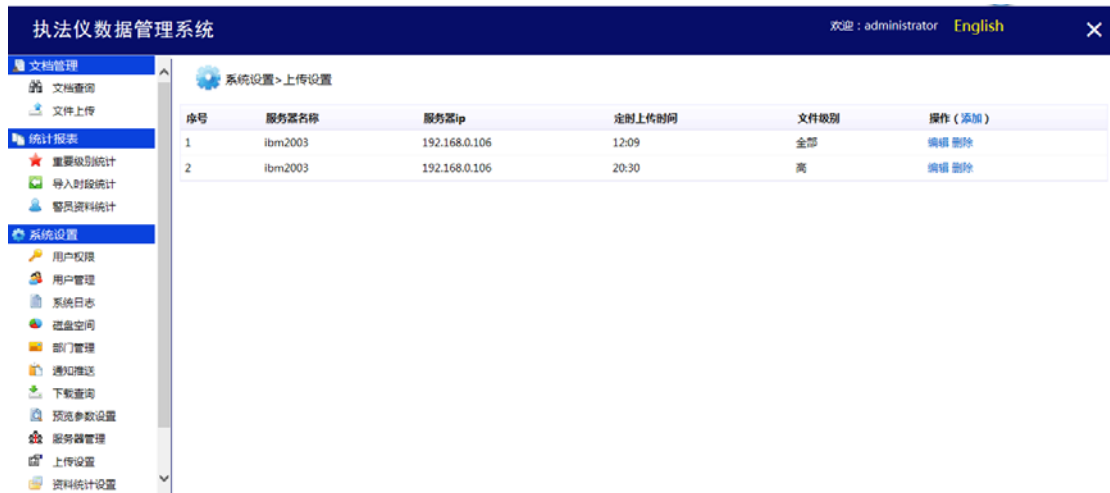 执法仪数据管理系统
欢迎：administrator English
文档管理
文档查询
文件上传
统计报表
重要级别统计
导入时段统计
警员资料统计
系统设置
用户权限
用户管理
系统日志
磁盘空间
部门管理
通知推送
下载查询
预览参数设置
服务器管理
上传设置
资料统计设置
系统设置>上传设置
序号 服务器名称 服务器ip 定时上传时间 文件级别 操作（添加）
1 ibm2003 192.168.0.106 12:09 全部 编辑 删除
2 ibm2003 192.168.0.106 20:30 高 编辑 删除